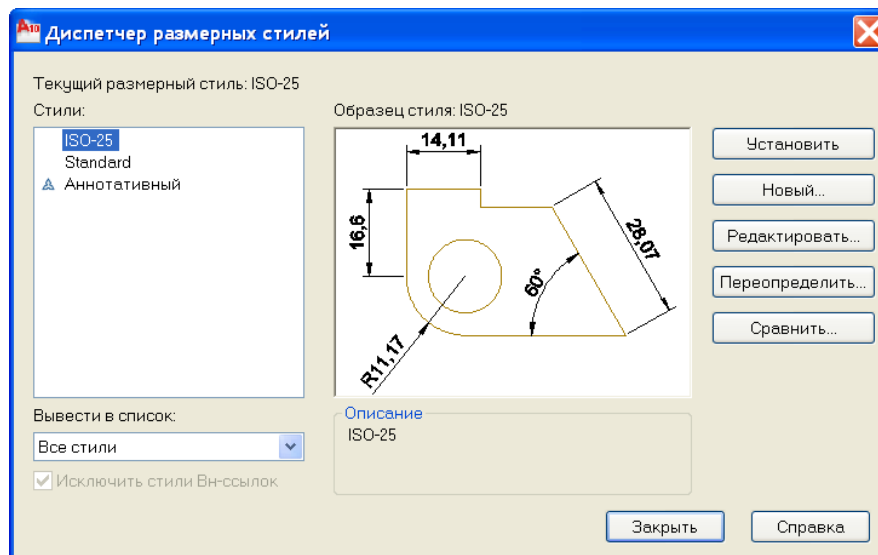 A10 Диспетчер размерных стилей
Текущий размерный стиль: ISO-25
Стили:
ISO-25
Standard
Аннотативный
Вывести в список:
Все стили
Исключить стили Вн-ссылок
Образец стиля: ISO-25
14,11
16,6
28,07
60°
R11,17
Описание
ISO-25
Установить
Новый...
Редактировать...
Переопределить...
Сравнить...
Закрыть
Справка